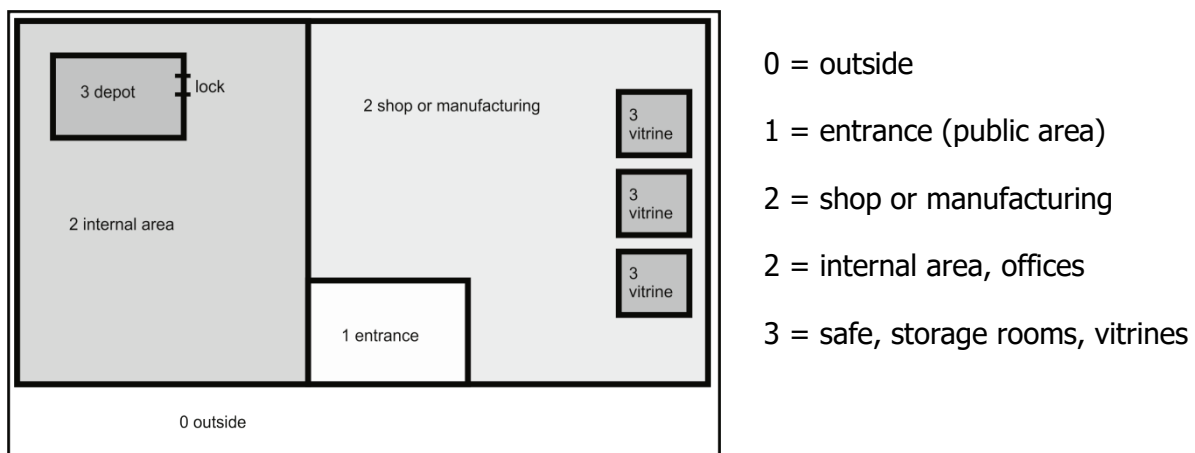 3 depot
lock
2 shop or manufacturing
3
vitrine
3
vitrine
3
vitrine
2 internal area
1 entrance
0 outside
0 = outside
1 = entrance (public area)
2 = shop or manufacturing
2 = internal area, offices
3 = safe, storage rooms, vitrines